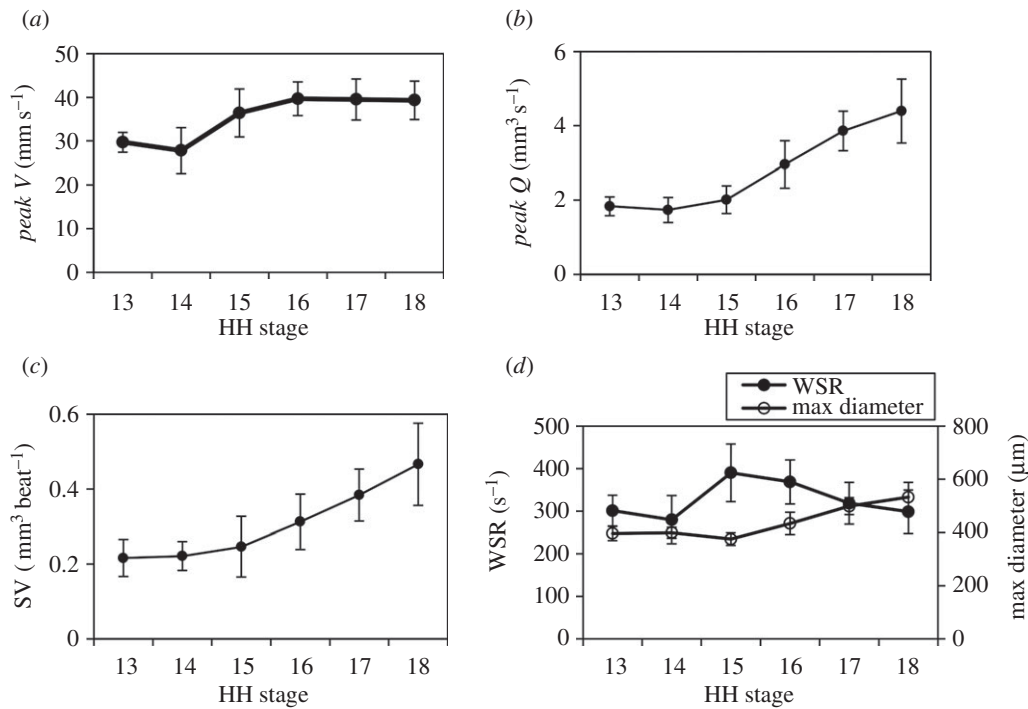 (a)
50
40
30
20
10
0
peak V (mm s⁻¹)
13 14 15 16 17 18
HH stage
(b)
6
4
2
0
peak Q (mm³ s⁻¹)
13 14 15 16 17 18
HH stage
(c)
0.6
0.4
0.2
0
SV (mm³ beat⁻¹)
13 14 15 16 17 18
HH stage
(d)
WSR
max diameter
500
400
300
200
100
0
WSR (s⁻¹)
800
600
400
200
0
max diameter (µm)
13 14 15 16 17 18
HH stage